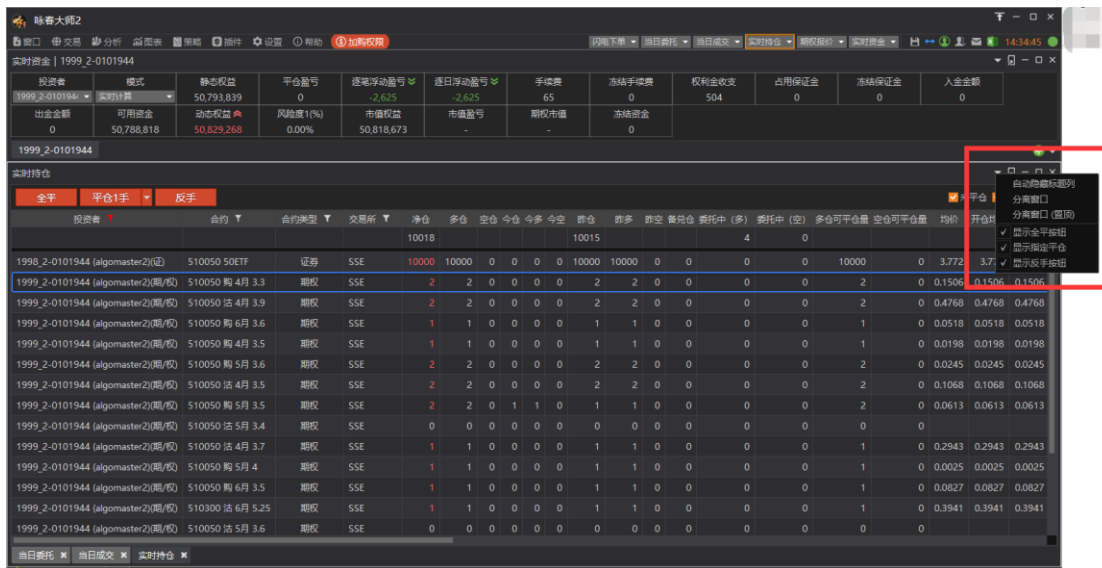 咏春大师2
窗口 交易 分析 图表 策略 插件 设置 帮助 加购权限 闪电下单 当日委托 当日成交 实时持仓 期权报价 实时资金 14:34:45
实时资金 | 1999_2-0101944
投资者 模式 静态权益 平仓盈亏 逐笔浮动盈亏 逐日浮动盈亏 手续费 冻结手续费 权利金收支 占用保证金 冻结保证金 入金金额
1999_2-010194 实时计算 50,793,839 0 -2,625 -2,625 65 0 504 0 0 0
出金金额 可用资金 动态权益 风险度1(%) 市值权益 市值盈亏 期权市值 冻结资金
0 50,788,818 50,829,268 0.00% 50,818,673 - - 0
1999_2-0101944
实时持仓
自动隐藏标题列
全平 平仓1手 反手 平仓
分离窗口
分离窗口 (置顶)
显示全平按钮
显示指定平仓
显示反手按钮
投资者 合约 合约类型 交易所 净仓 多仓 空仓 今仓 今多 今空 昨仓 昨多 昨空 备兑仓 委托中 (多) 委托中 (空) 多仓可平仓量 空仓可平仓量 均价
10018 10015 4 0
1998_2-0101944 (algomaster2)(证) 510050 50ETF 证券 SSE 10000 10000 0 0 0 0 10000 10000 0 0 0 0 10000 0 3.772
1999_2-0101944 (algomaster2)(期/权) 510050 购 4月 3.3 期权 SSE 2 2 0 0 0 0 2 2 0 0 0 0 2 0 0.1506 0.1506 0.1506
1999_2-0101944 (algomaster2)(期/权) 510050 沽 4月 3.9 期权 SSE 2 2 0 0 0 0 2 2 0 0 0 0 2 0 0.4768 0.4768 0.4768
1999_2-0101944 (algomaster2)(期/权) 510050 购 6月 3.6 期权 SSE 1 1 0 0 0 0 1 1 0 0 0 0 1 0 0.0518 0.0518 0.0518
1999_2-0101944 (algomaster2)(期/权) 510050 购 4月 3.5 期权 SSE 1 1 0 0 0 0 1 1 0 0 0 0 1 0 0.0198 0.0198 0.0198
1999_2-0101944 (algomaster2)(期/权) 510050 购 5月 3.6 期权 SSE 2 2 0 0 0 0 2 2 0 0 0 0 2 0 0.0245 0.0245 0.0245
1999_2-0101944 (algomaster2)(期/权) 510050 沽 4月 3.5 期权 SSE 2 2 0 0 0 0 2 2 0 0 0 0 2 0 0.1068 0.1068 0.1068
1999_2-0101944 (algomaster2)(期/权) 510050 购 5月 3.5 期权 SSE 2 2 0 1 1 0 1 1 0 0 0 0 2 0 0.0613 0.0613 0.0613
1999_2-0101944 (algomaster2)(期/权) 510050 沽 5月 3.4 期权 SSE 0 0 0 0 0 0 0 0 0 0 0 0 0 0
1999_2-0101944 (algomaster2)(期/权) 510050 沽 4月 3.7 期权 SSE 1 1 0 0 0 0 1 1 0 0 0 0 1 0 0.2943 0.2943 0.2943
1999_2-0101944 (algomaster2)(期/权) 510050 购 5月 4 期权 SSE 1 1 0 0 0 0 1 1 0 0 0 0 1 0 0.0025 0.0025 0.0025
1999_2-0101944 (algomaster2)(期/权) 510050 购 6月 3.5 期权 SSE 1 1 0 0 0 0 1 1 0 0 0 0 1 0 0.0827 0.0827 0.0827
1999_2-0101944 (algomaster2)(期/权) 510300 沽 6月 5.25 期权 SSE 1 1 0 0 0 0 1 1 0 0 0 0 1 0 0.3941 0.3941 0.3941
1999_2-0101944 (algomaster2)(期/权) 510050 沽 5月 3.6 期权 SSE 0 0 0 0 0 0 0 0 0 0 0 0 0 0
当日委托 当日成交 实时持仓